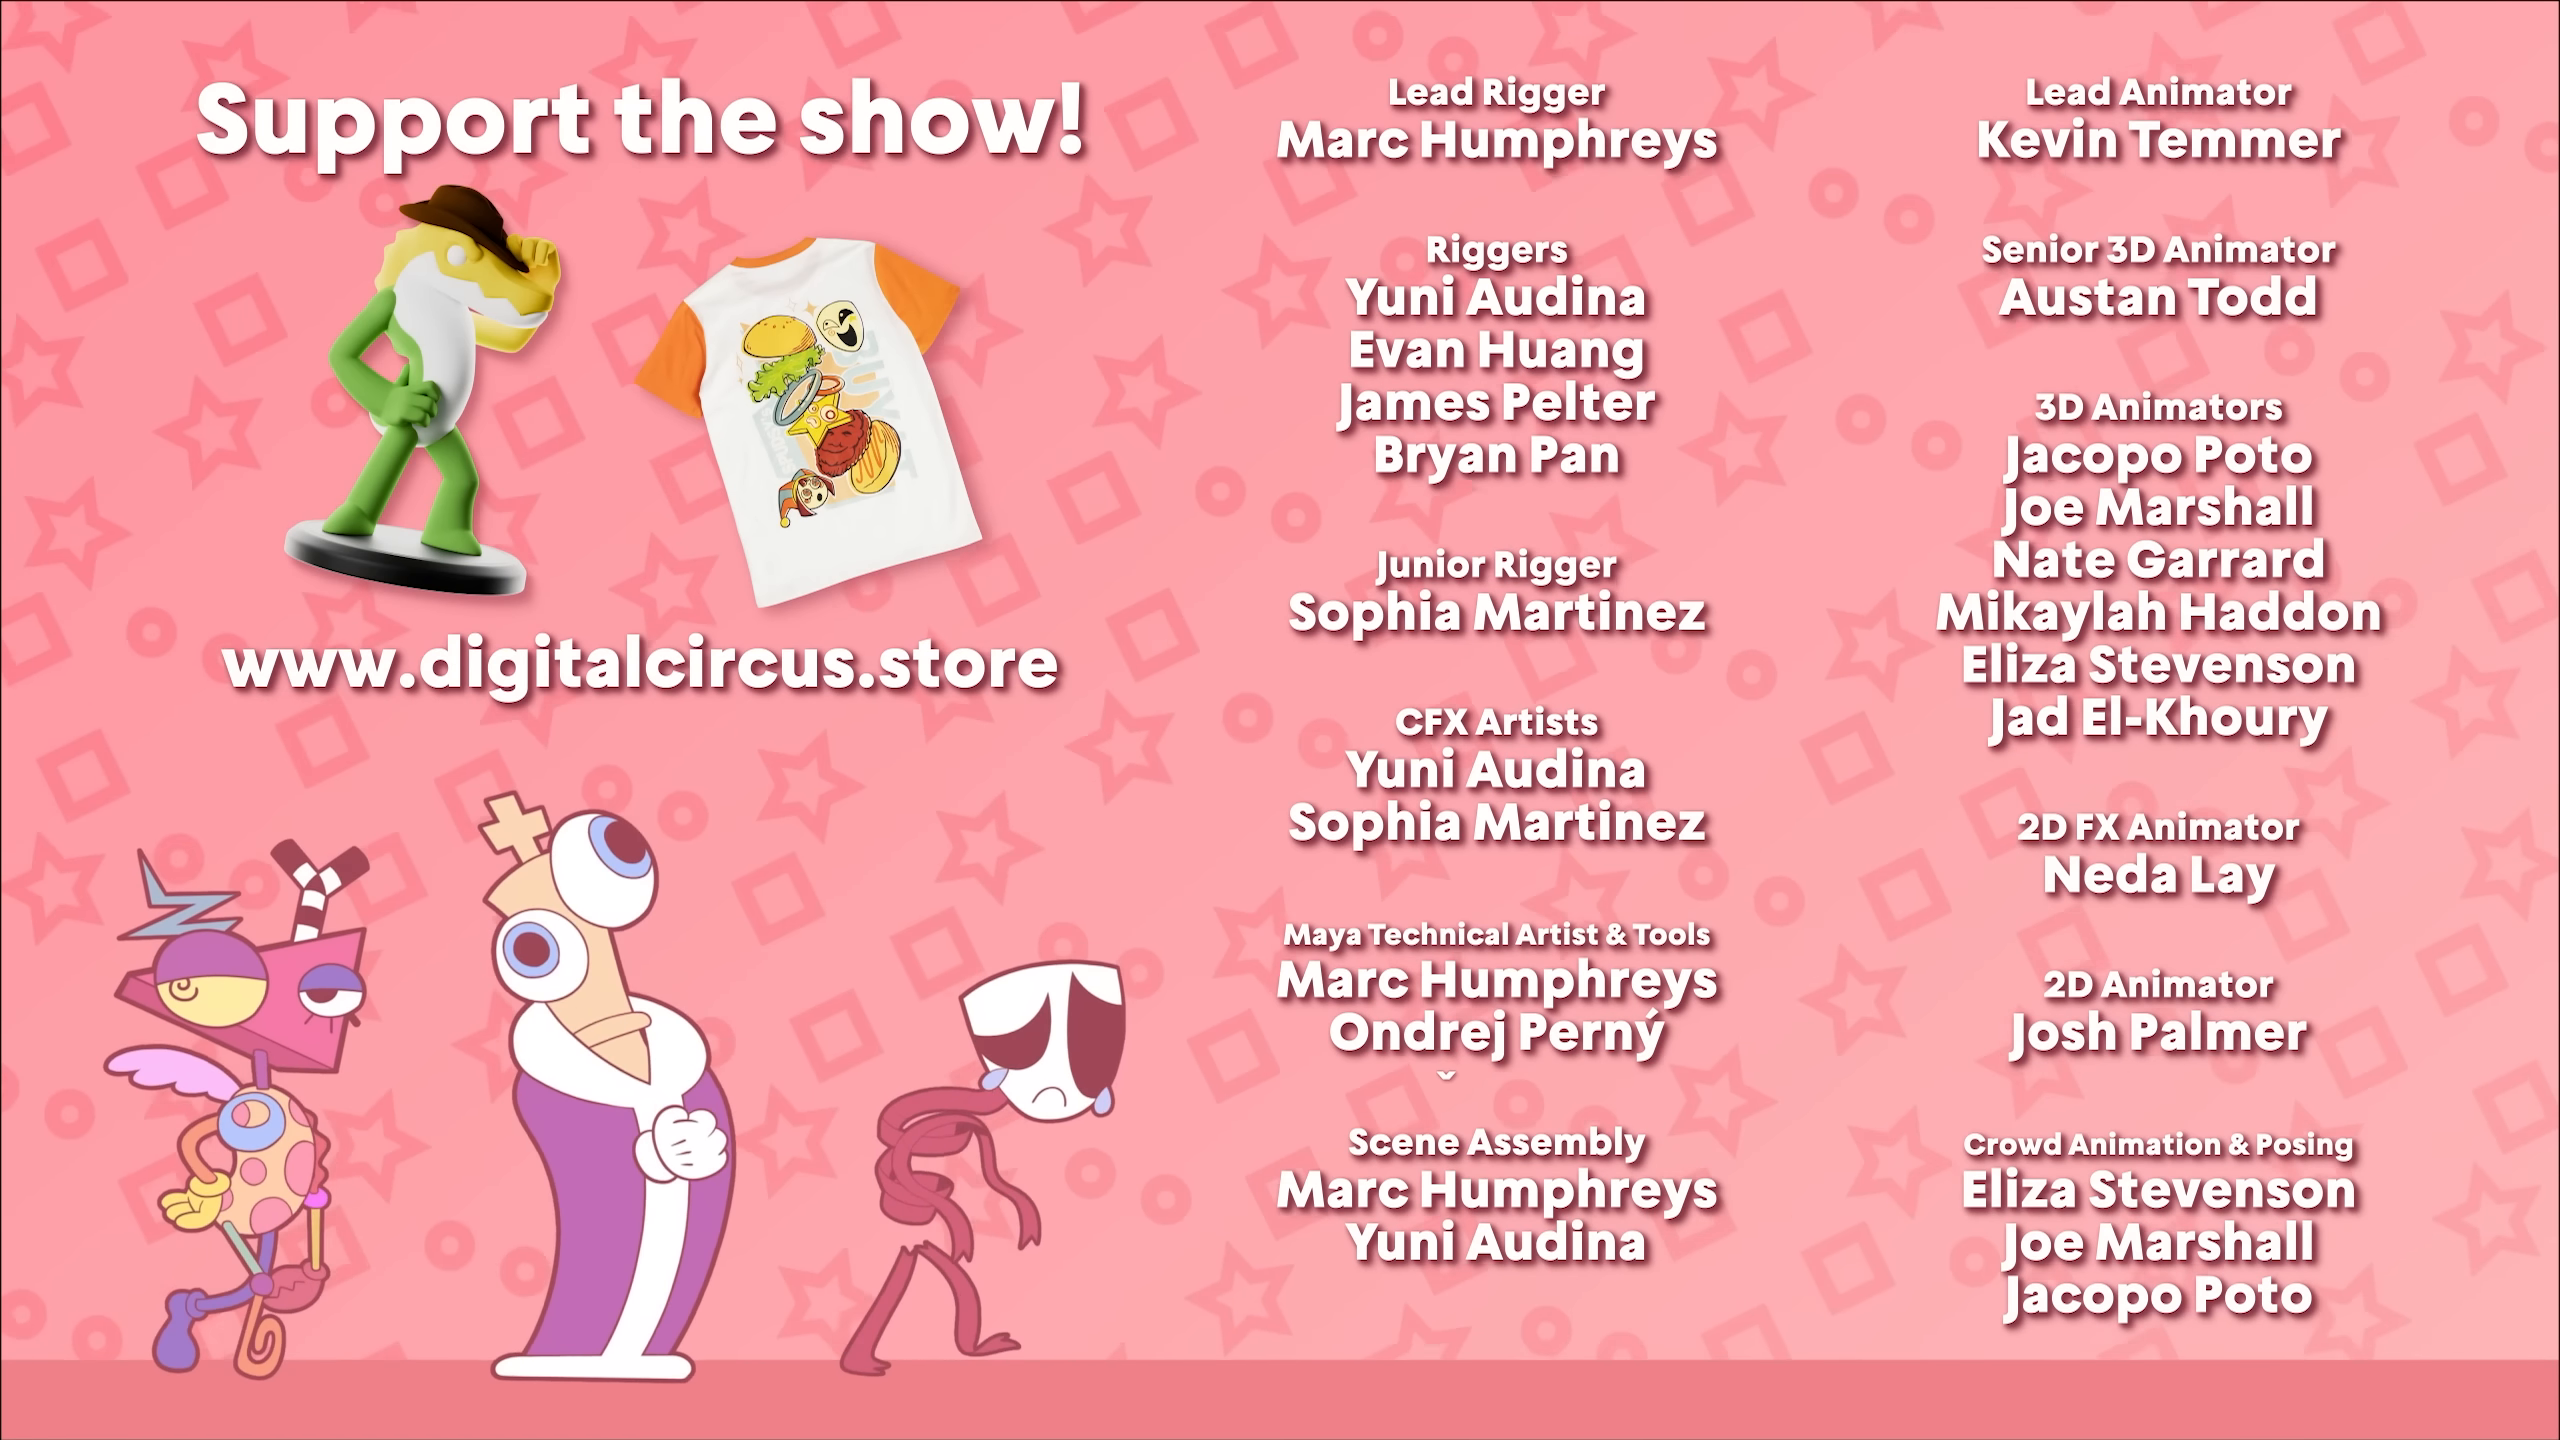 Support the show!
www.digitalcircus.store
Lead Rigger
Marc Humphreys
Riggers
Yuni Audina
Evan Huang
James Pelter
Bryan Pan
Junior Rigger
Sophia Martinez
CFX Artists
Yuni Audina
Sophia Martinez
Maya Technical Artist & Tools
Marc Humphreys
Ondrej Perný
Scene Assembly
Marc Humphreys
Yuni Audina
Lead Animator
Kevin Temmer
Senior 3D Animator
Austan Todd
3D Animators
Jacopo Poto
Joe Marshall
Nate Garrard
Mikaylah Haddon
Eliza Stevenson
Jad El-Khoury
2D FX Animator
Neda Lay
2D Animator
Josh Palmer
Crowd Animation & Posing
Eliza Stevenson
Joe Marshall
Jacopo Poto